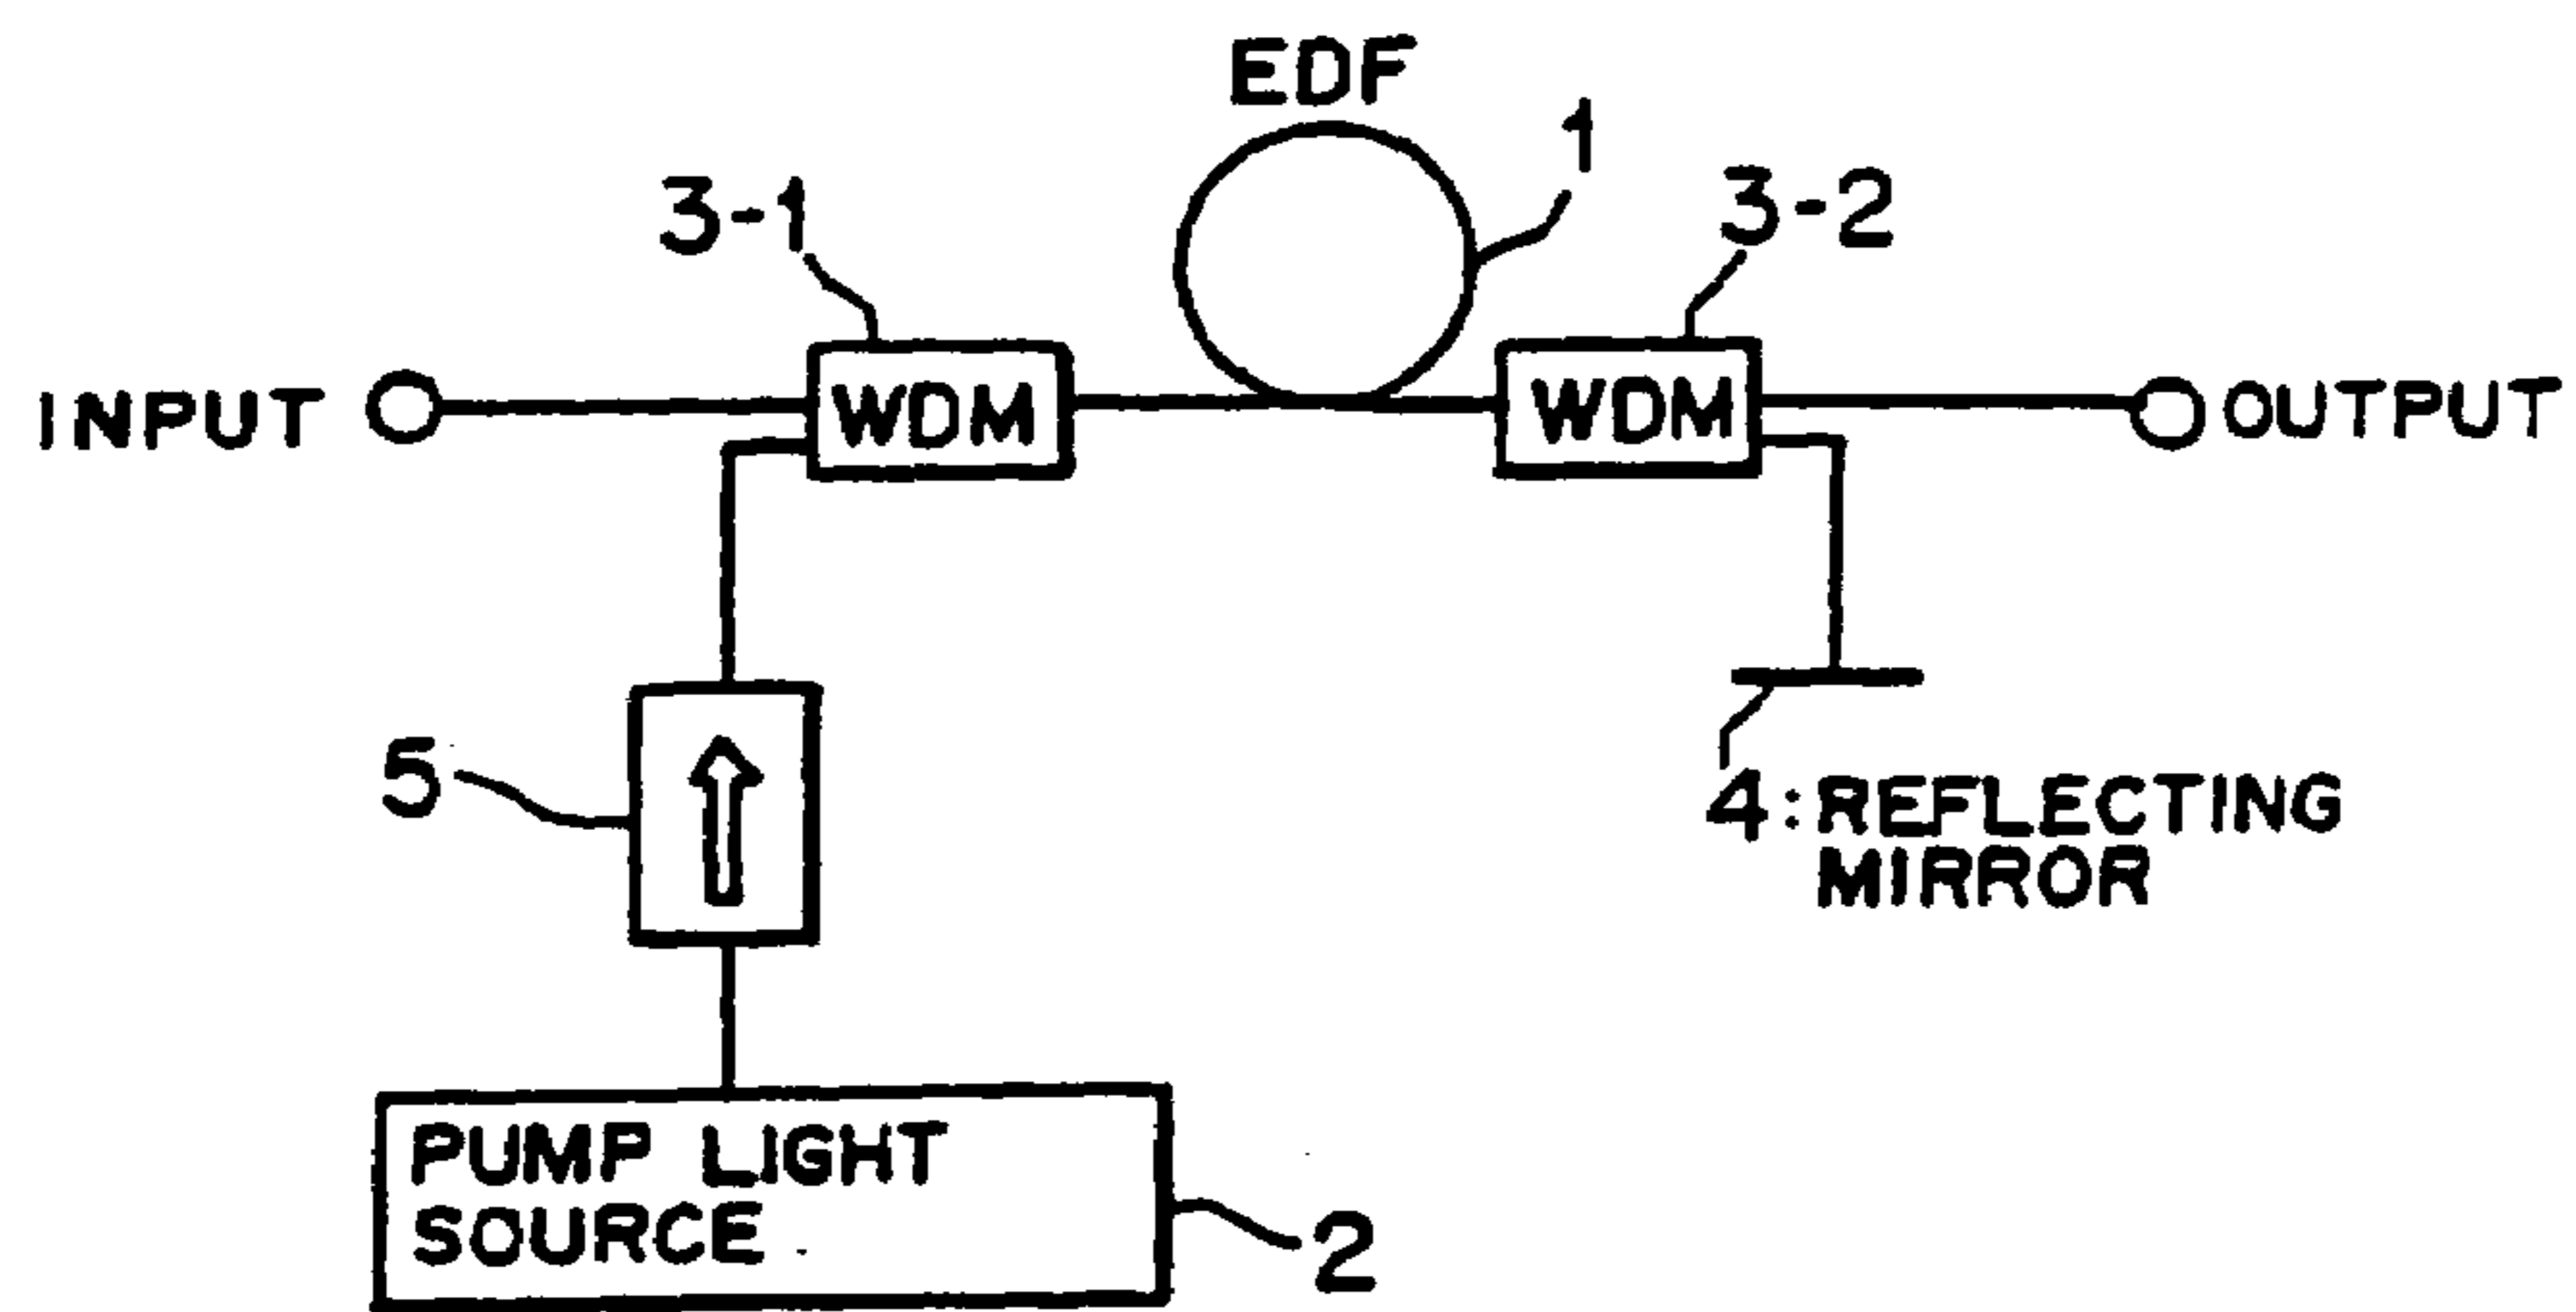 EDF
1
3-1
3-2
INPUT
WDM
WDM
OUTPUT
5
4:REFLECTING
MIRROR
PUMP LIGHT
SOURCE
2